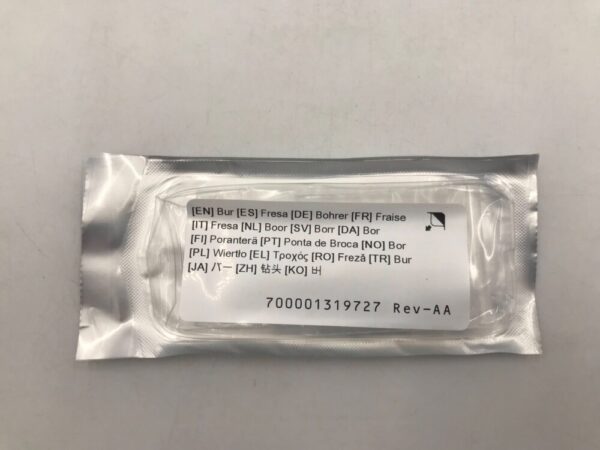 [EN] Bur [ES] Fresa [DE] Bohrer [FR] Fraise
[IT] Fresa [NL] Boor [SV] Borr [DA] Bor
[FI] Poranterä [PT] Ponta de Broca [NO] Bor
[PL] Wiertło [EL] Τροχός [RO] Freză [TR] Bur
[JA] バー [ZH] 钻头 [KO] 버
700001319727 Rev-AA